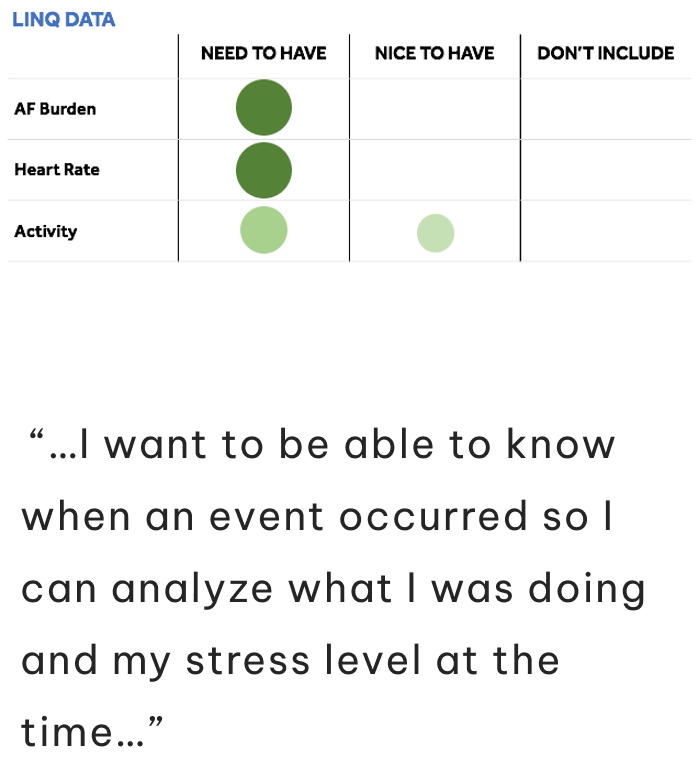 LINQ DATA
NEED TO HAVE NICE TO HAVE DON'T INCLUDE
AF Burden
Heart Rate
Activity
“…I want to be able to know
when an event occurred so I
can analyze what I was doing
and my stress level at the
time…”